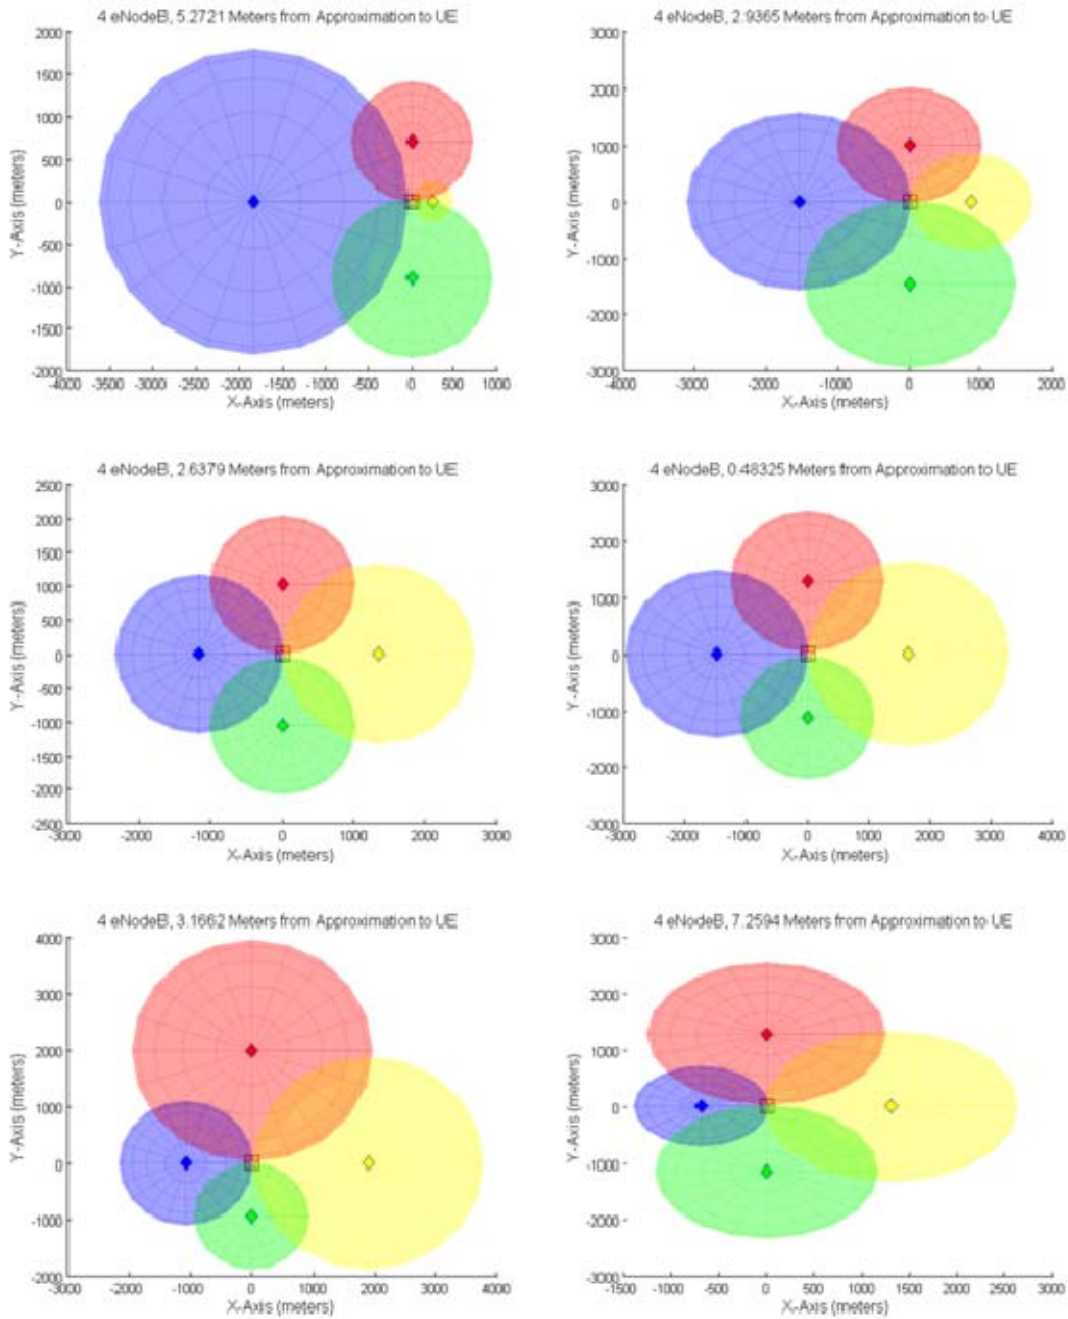 4 eNodeB, 5.2721 Meters from Approximation to UE
2000
1500
1000
500
0
-500
-1000
-1500
-2000
Y-Axis (meters)
-4000 -3500 -3000 -2500 -2000 -1500 -1000 -500 0 500 1000
X-Axis (meters)
4 eNodeB, 2.9365 Meters from Approximation to UE
3000
2000
1000
0
-1000
-2000
-3000
Y-Axis (meters)
-4000 -3000 -2000 -1000 0 1000 2000
X-Axis (meters)
4 eNodeB, 2.6379 Meters from Approximation to UE
2500
2000
1500
1000
500
0
-500
-1000
-1500
-2000
-2500
Y-Axis (meters)
-3000 -2000 -1000 0 1000 2000 3000
X-Axis (meters)
4 eNodeB, 0.48325 Meters from Approximation to UE
3000
2000
1000
0
-1000
-2000
-3000
Y-Axis (meters)
-3000 -2000 -1000 0 1000 2000 3000 4000
X-Axis (meters)
4 eNodeB, 3.1662 Meters from Approximation to UE
4000
3000
2000
1000
0
-1000
-2000
Y-Axis (meters)
-3000 -2000 -1000 0 1000 2000 3000 4000
X-Axis (meters)
4 eNodeB, 7.2594 Meters from Approximation to UE
3000
2000
1000
0
-1000
-2000
-3000
Y-Axis (meters)
-1500 -1000 -500 0 500 1000 1500 2000 2500 3000
X-Axis (meters)